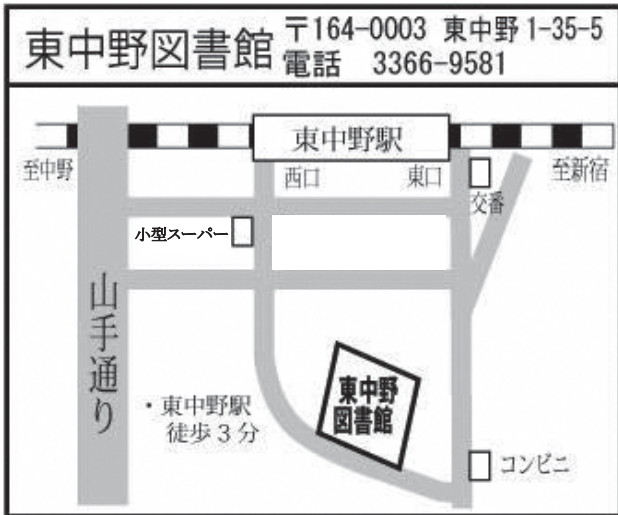 東中野図書館
〒164-0003 東中野1-35-5
電話 3366-9581
東中野駅
至中野
西口
東口
至新宿
交番
小型スーパー
山手通り
東中野
図書館
・東中野駅
徒歩3分
コンビニ